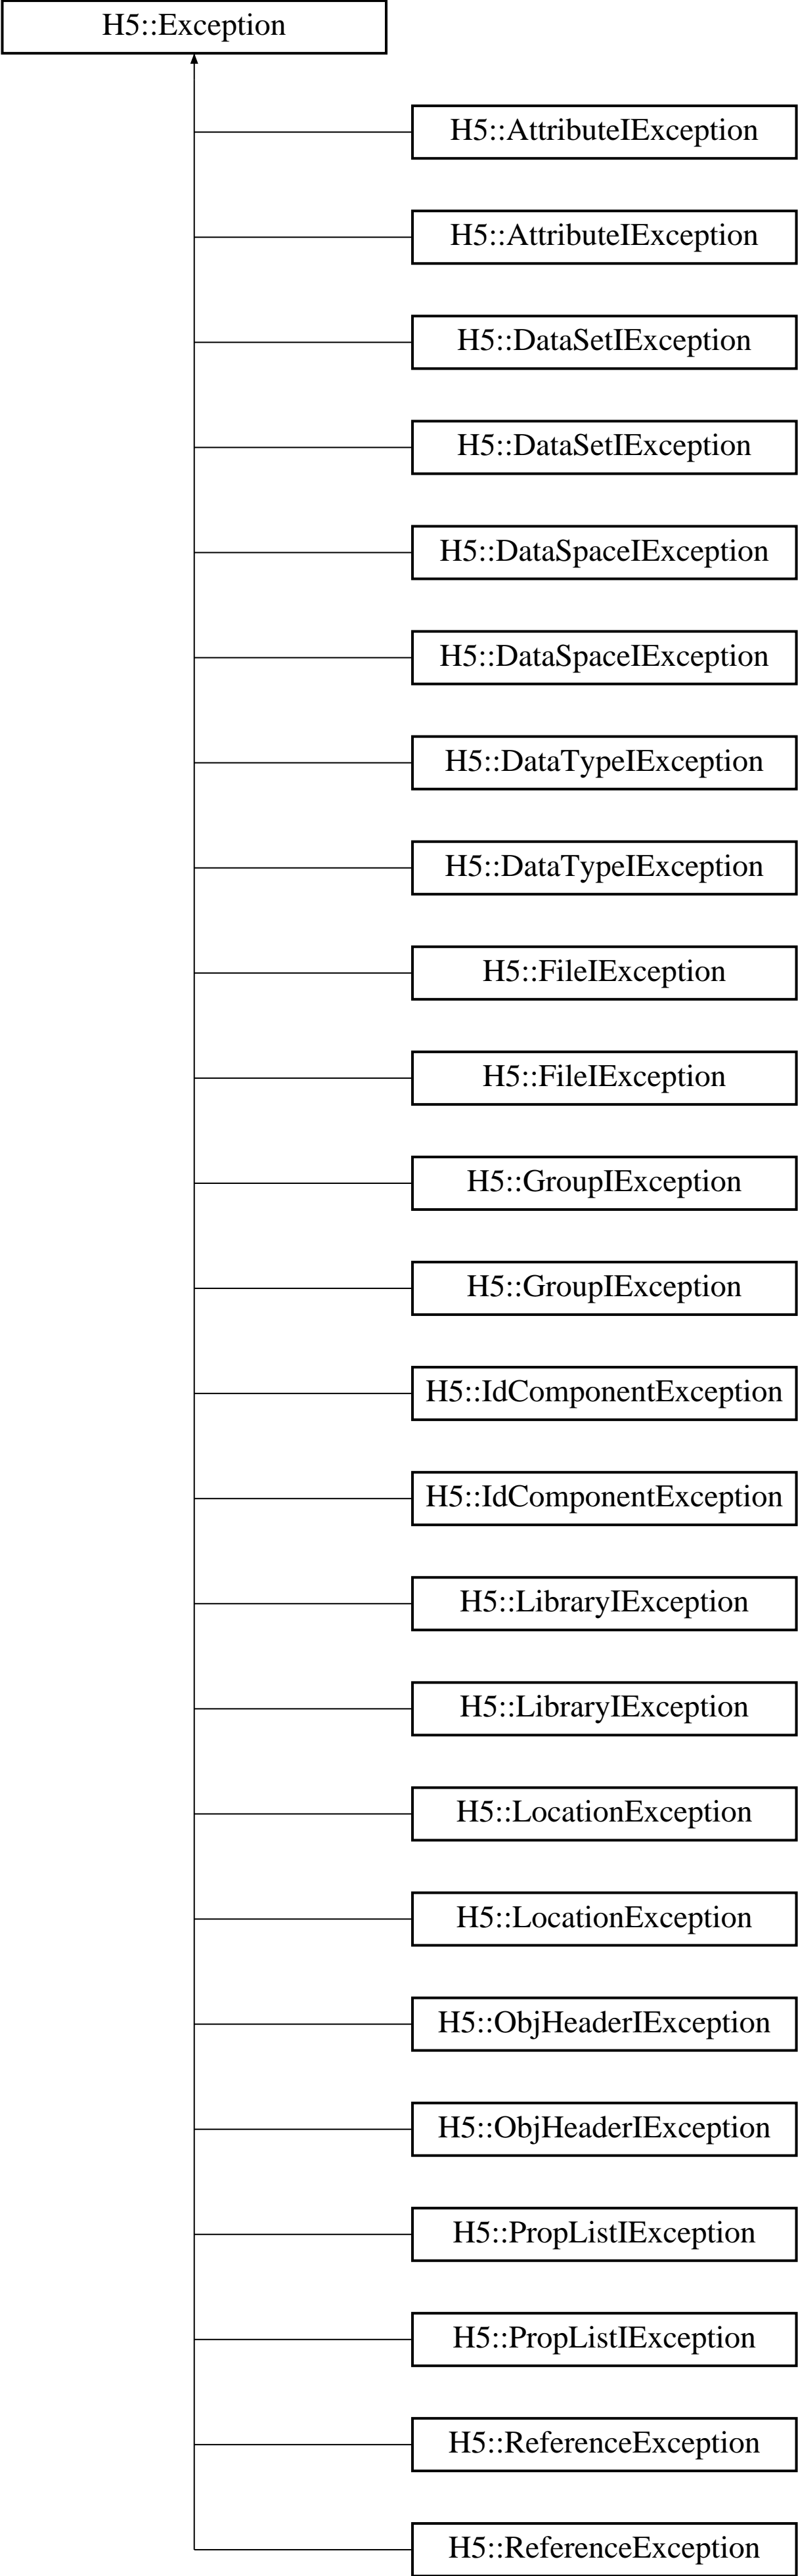 H5::Exception
H5::AttributeIException
H5::AttributeIException
H5::DataSetIException
H5::DataSetIException
H5::DataSpaceIException
H5::DataSpaceIException
H5::DataTypeIException
H5::DataTypeIException
H5::FileIException
H5::FileIException
H5::GroupIException
H5::GroupIException
H5::IdComponentException
H5::IdComponentException
H5::LibraryIException
H5::LibraryIException
H5::LocationException
H5::LocationException
H5::ObjHeaderIException
H5::ObjHeaderIException
H5::PropListIException
H5::PropListIException
H5::ReferenceException
H5::ReferenceException